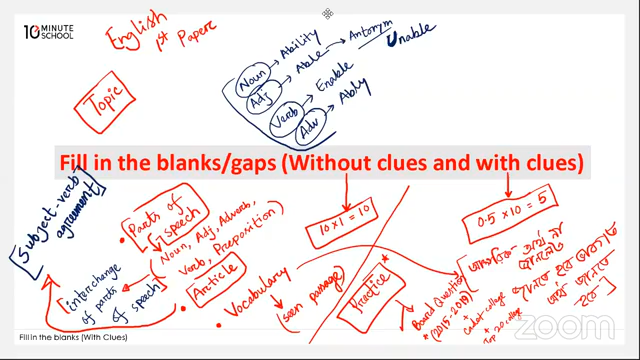 10 MINUTE SCHOOL
English
1st Paper
Topic
Noun → Ability
Adj → Able → Antonym
Unable
Verb → Enable
Adv → Ably
Fill in the blanks/gaps (Without clues and with clues)
Subject-verb agreement
Parts of speech
(Noun, Adj, Adverb, Verb, Preposition)
[interchange of parts of speech]
Article
Vocabulary
(seen passage)
10×1=10
0.5×10=5
Practice*
Board Question
(2015-2019)
* Cadet college
* Top 20 college
Fill in the blanks (With Clues)
zoom